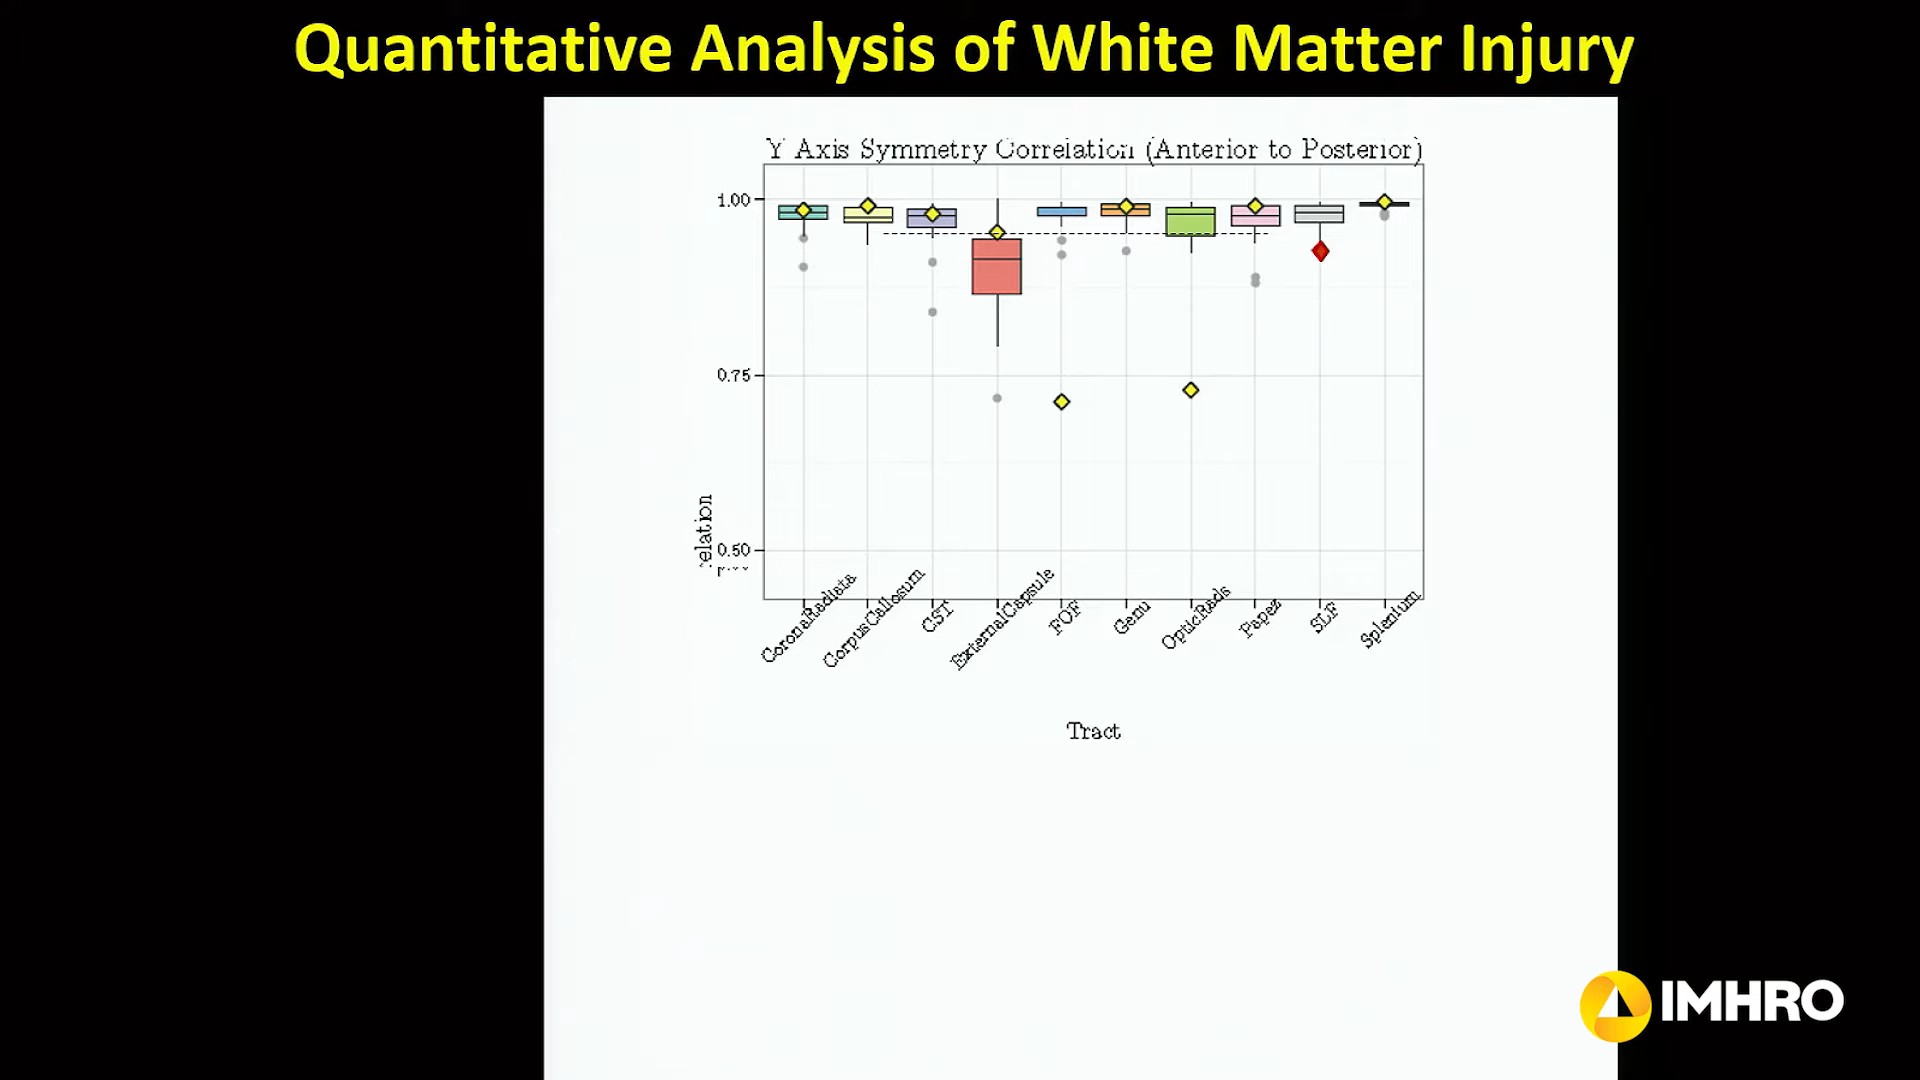 Quantitative Analysis of White Matter Injury
Y Axis Symmetry Correlation (Anterior to Posterior)
1.00
0.75
0.50
relation
CoronaRadiata
CorpusCallosum
CST
ExternalCapsule
FOF
Genu
OpticRads
Papez
SLF
Splenium
Tract
IMHRO